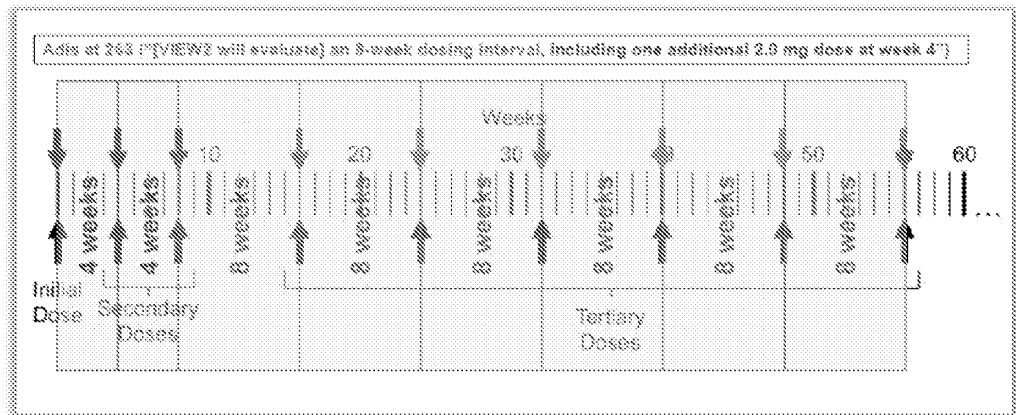 Adis at 263 ("[VIEW2 will evaluate] an 8-week dosing interval, including one additional 2.0 mg dose at week 4")
Weeks
10 20 30 50 60
4 weeks 4 weeks 8 weeks 8 weeks 8 weeks 8 weeks 8 weeks 8 weeks
...
Initial
Dose
Secondary
Doses
Tertiary
Doses